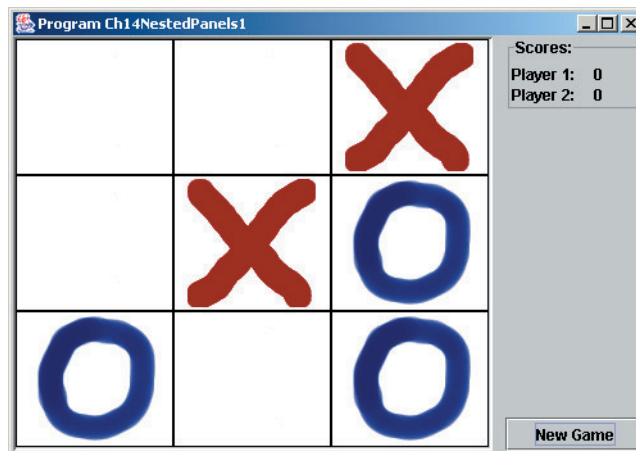 Program Ch14NestedPanels1
Scores:
Player 1: 0
Player 2: 0
New Game